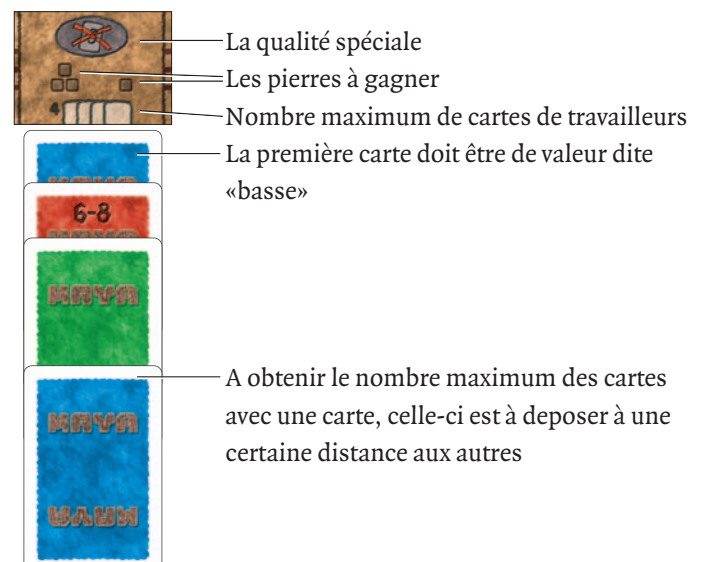 La qualité spéciale
Les pierres à gagner
4
Nombre maximum de cartes de travailleurs
La première carte doit être de valeur dite
«basse»
MAYA
6-8
MAYA
MAYA
A obtenir le nombre maximum des cartes
avec une carte, celle-ci est à deposer à une
certaine distance aux autres
MAYA
MAYA